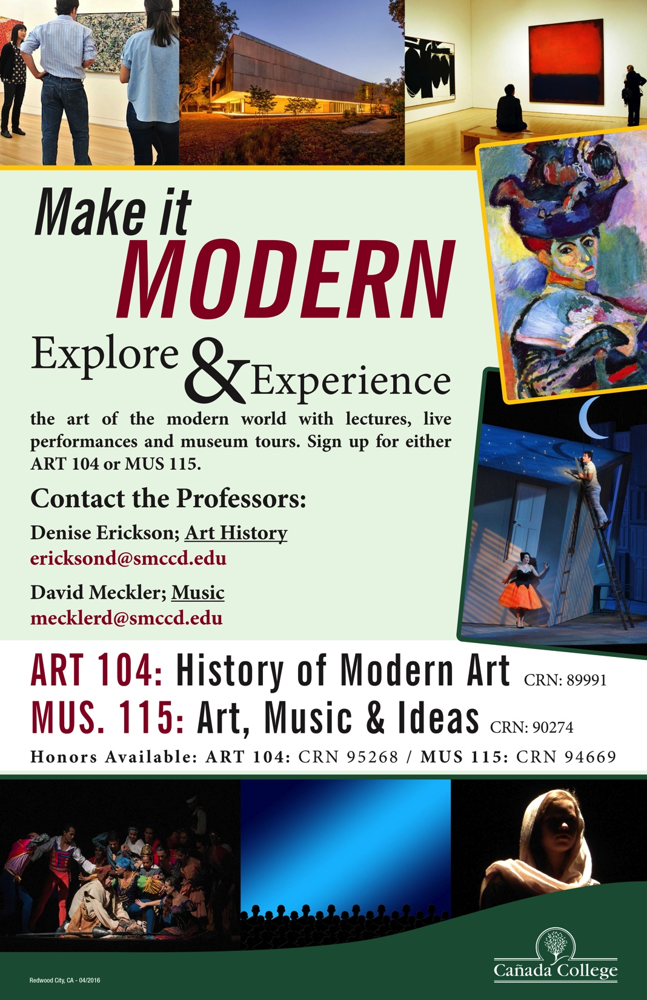 Make it
MODERN
Explore & Experience
the art of the modern world with lectures, live
performances and museum tours. Sign up for either
ART 104 or MUS 115.
Contact the Professors:
Denise Erickson; Art History
ericksond@smccd.edu
David Meckler; Music
mecklerd@smccd.edu
ART 104: History of Modern Art CRN: 89991
MUS. 115: Art, Music & Ideas CRN: 90274
Honors Available: ART 104: CRN 95268 / MUS 115: CRN 94669
Cañada College
Redwood City, CA - 04/2016